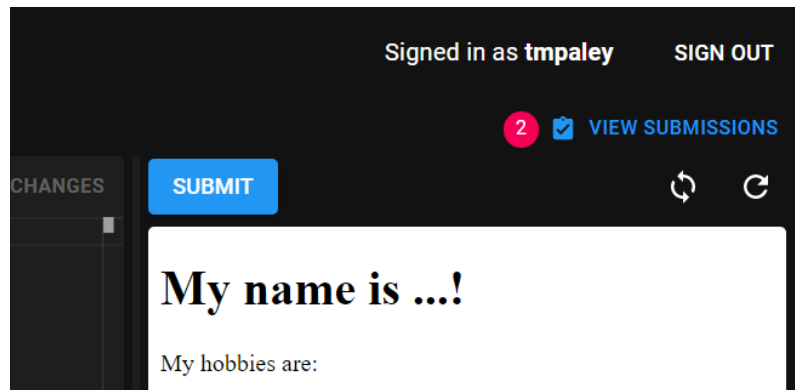 Signed in as tmpaley SIGN OUT
2 VIEW SUBMISSIONS
CHANGES SUBMIT
My name is ...!
My hobbies are: